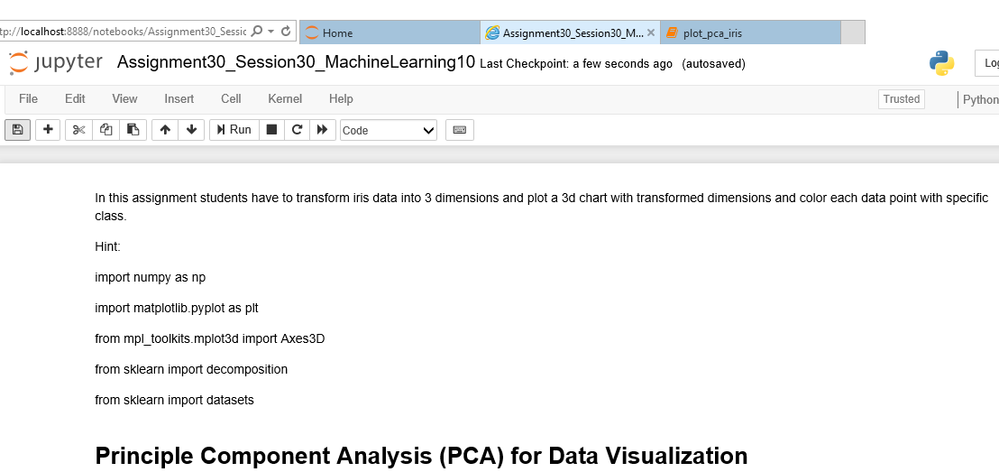 tp://localhost:8888/notebooks/Assignment30_Sessic
Home
Assignment30_Session30_M...
plot_pca_iris
jupyter Assignment30_Session30_MachineLearning10 Last Checkpoint: a few seconds ago (autosaved)
Log
File Edit View Insert Cell Kernel Help
Trusted
Python
Run
Code
In this assignment students have to transform iris data into 3 dimensions and plot a 3d chart with transformed dimensions and color each data point with specific
class.
Hint:
import numpy as np
import matplotlib.pyplot as plt
from mpl_toolkits.mplot3d import Axes3D
from sklearn import decomposition
from sklearn import datasets
Principle Component Analysis (PCA) for Data Visualization